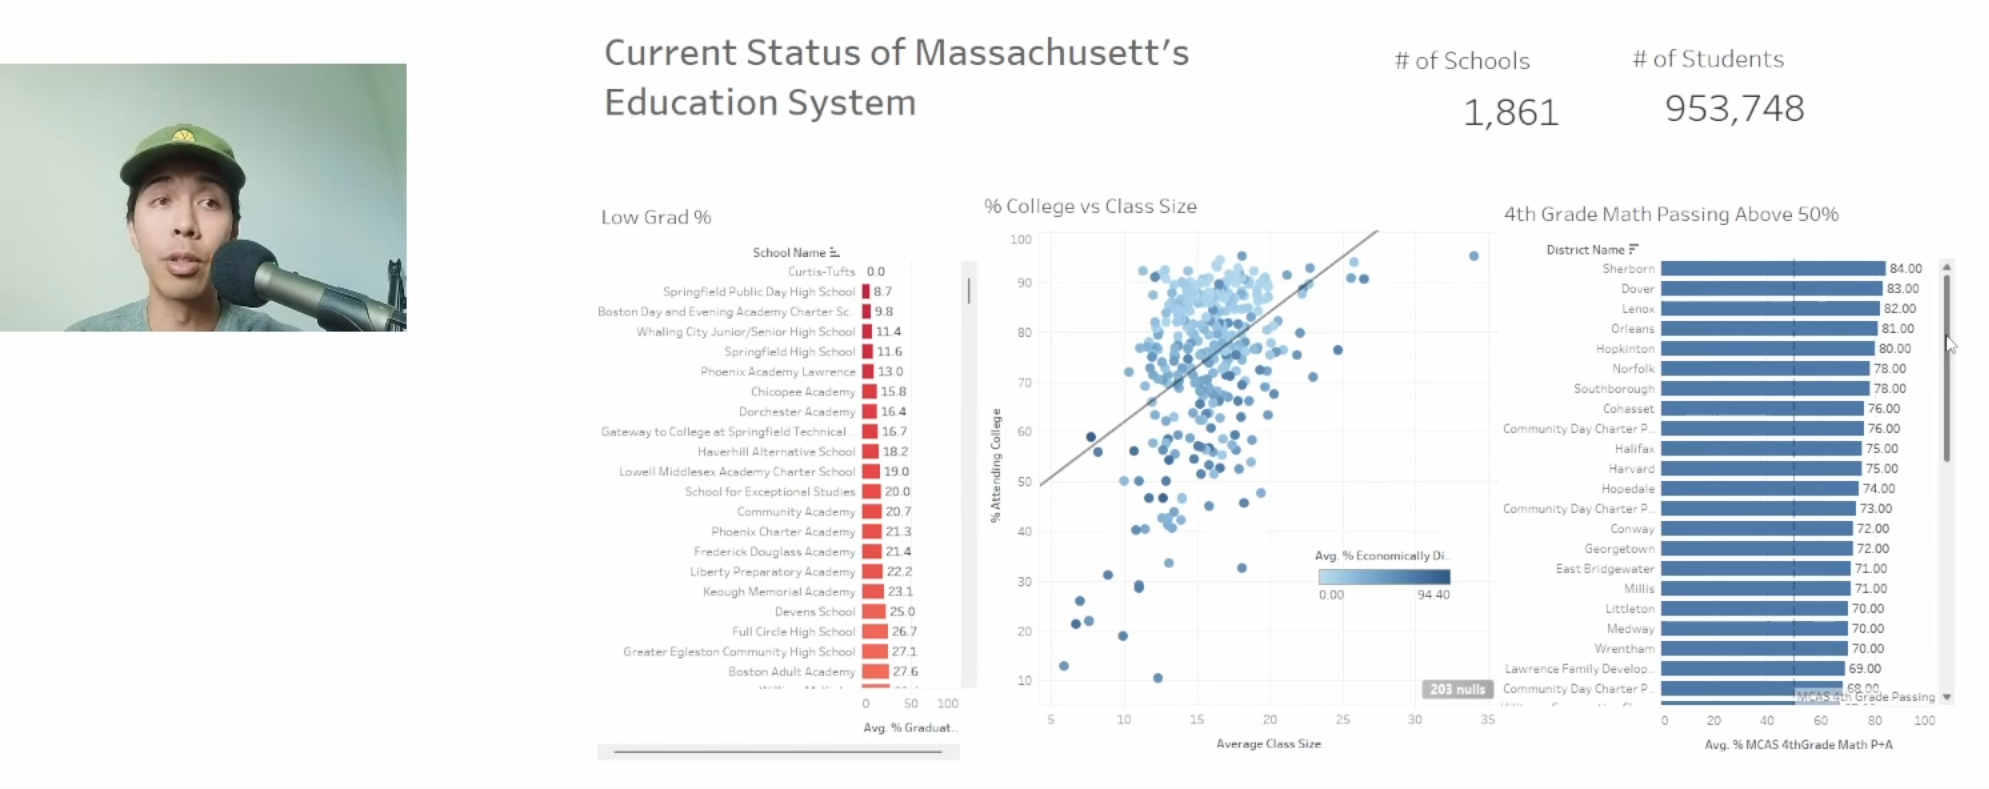 Current Status of Massachusett's
Education System
# of Schools
1,861
# of Students
953,748
Low Grad %
School Name
Curtis-Tufts 0.0
Springfield Public Day High School 8.7
Boston Day and Evening Academy Charter Sc. 9.8
Whaling City Junior/Senior High School 11.4
Springfield High School 11.6
Phoenix Academy Lawrence 13.0
Chicopee Academy 15.8
Dorchester Academy 16.4
Gateway to College at Springfield Technical .. 16.7
Haverhill Alternative School 18.2
Lowell Middlesex Academy Charter School 19.0
School for Exceptional Studies 20.0
Community Academy 20.7
Phoenix Charter Academy 21.3
Frederick Douglass Academy 21.4
Liberty Preparatory Academy 22.2
Keough Memorial Academy 23.1
Devens School 25.0
Full Circle High School 26.7
Greater Egleston Community High School 27.1
Boston Adult Academy 27.6
0 50 100
Avg. % Graduat..
% College vs Class Size
% Attending College
100
90
80
70
60
50
40
30
20
10
5 10 15 20 25 30 35
Average Class Size
Avg. % Economically Di..
0.00 94.40
203 nulls
4th Grade Math Passing Above 50%
District Name
Sherborn 84.00
Dover 83.00
Lenox 82.00
Orleans 81.00
Hopkinton 80.00
Norfolk 78.00
Southborough 78.00
Cohasset 76.00
Community Day Charter P.. 76.00
Halifax 75.00
Harvard 75.00
Hopedale 74.00
Community Day Charter P.. 73.00
Conway 72.00
Georgetown 72.00
East Bridgewater 71.00
Millis 71.00
Littleton 70.00
Medway 70.00
Wrentham 70.00
Lawrence Family Develop.. 69.00
Community Day Charter P.. 68.00
MCAS 4th Grade Passing
0 20 40 60 80 100
Avg. % MCAS 4thGrade Math P+A